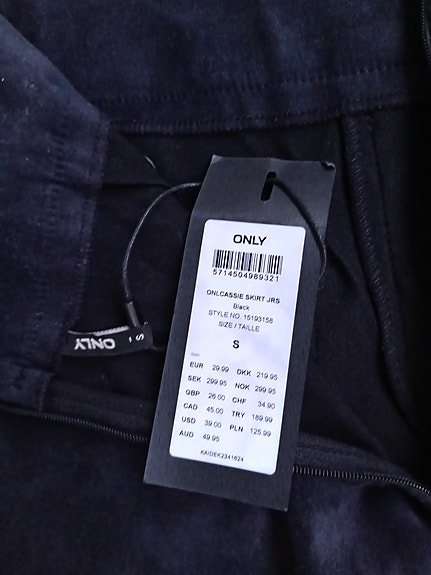 ONLY
5714504989321
ONLCASSIE SKIRT JRS
Black
STYLE NO. 15193158
SIZE / TAILLE
S
RRP
EUR 29.99 DKK 219.95
SEK 299.95 NOK 299.95
GBP 26.00 CHF 34.90
CAD 45.00 TRY 189.99
USD 39.00 PLN 125.99
AUD 49.95
KAIDEK2341624
ONLY
S